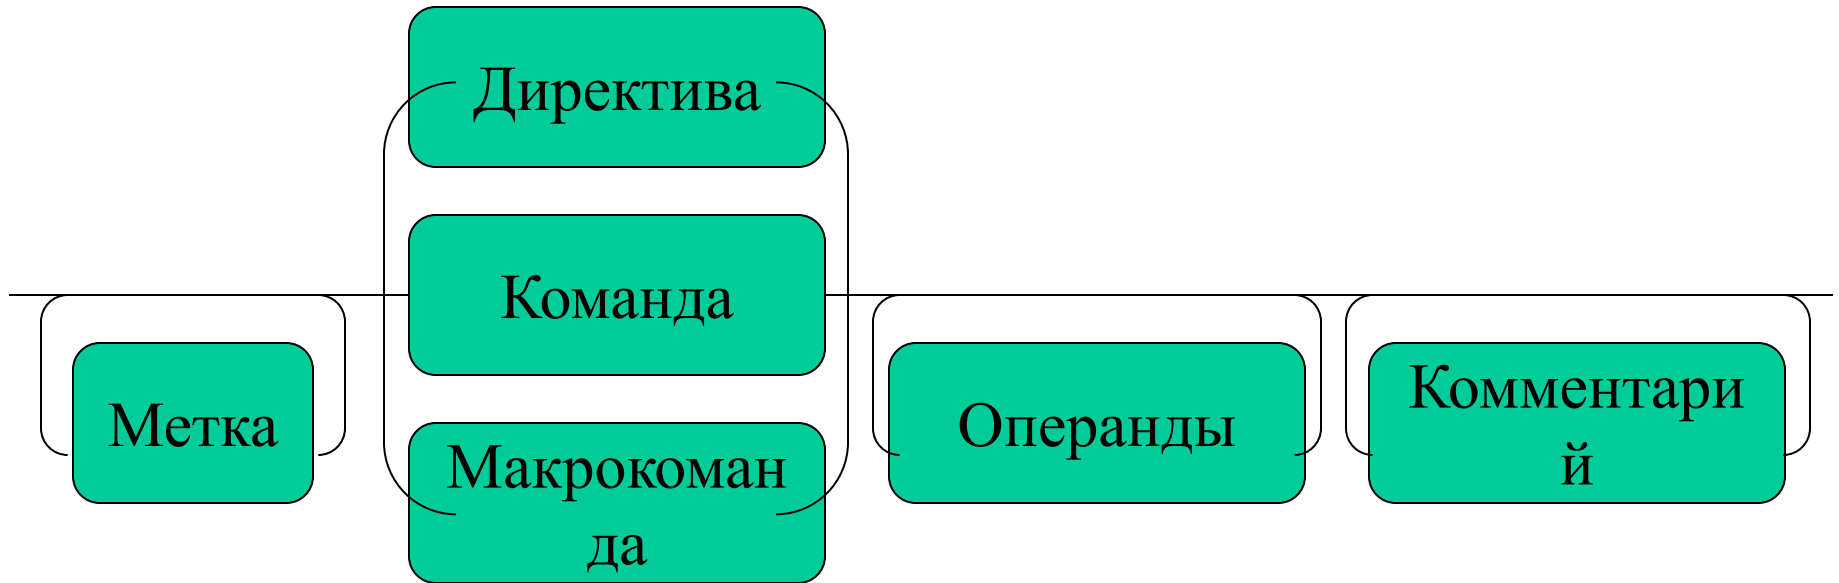 Директива
Команда
Метка
Макрокоман
да
Операнды
Комментари
й